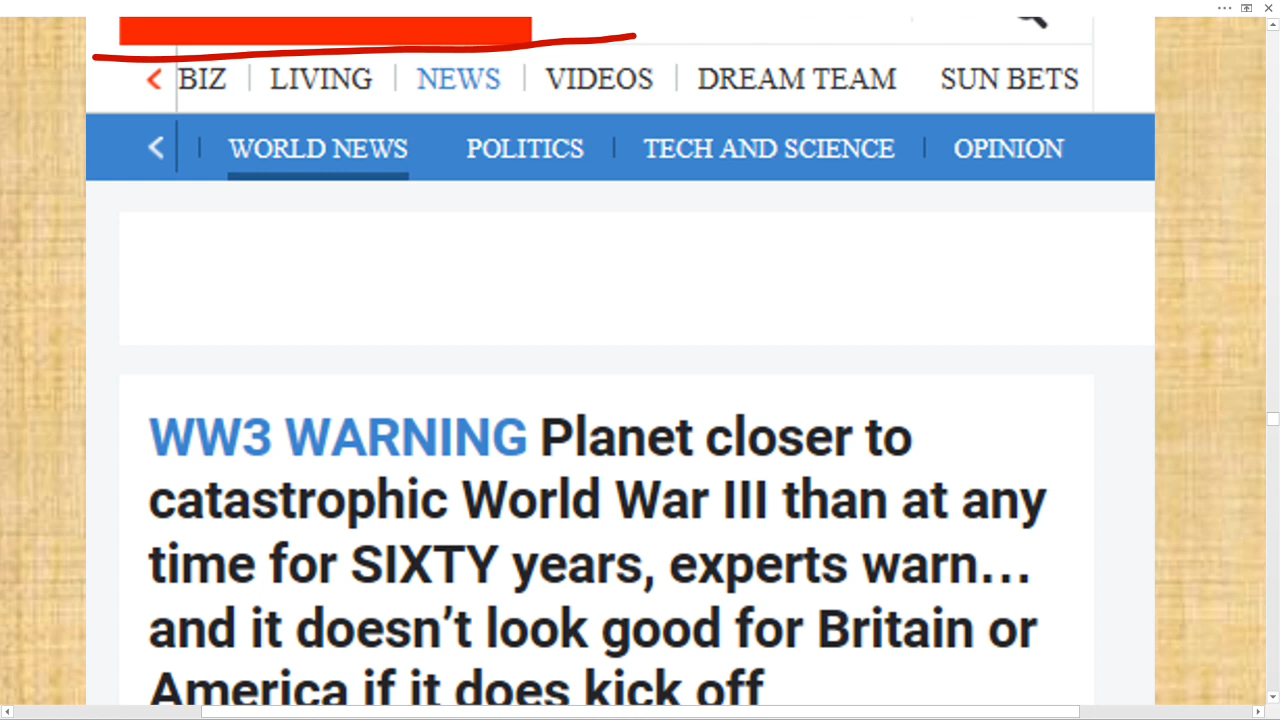 BIZ | LIVING | NEWS | VIDEOS | DREAM TEAM SUN BETS
| WORLD NEWS POLITICS | TECH AND SCIENCE | OPINION
WW3 WARNING Planet closer to
catastrophic World War III than at any
time for SIXTY years, experts warn…
and it doesn’t look good for Britain or
America if it does kick off